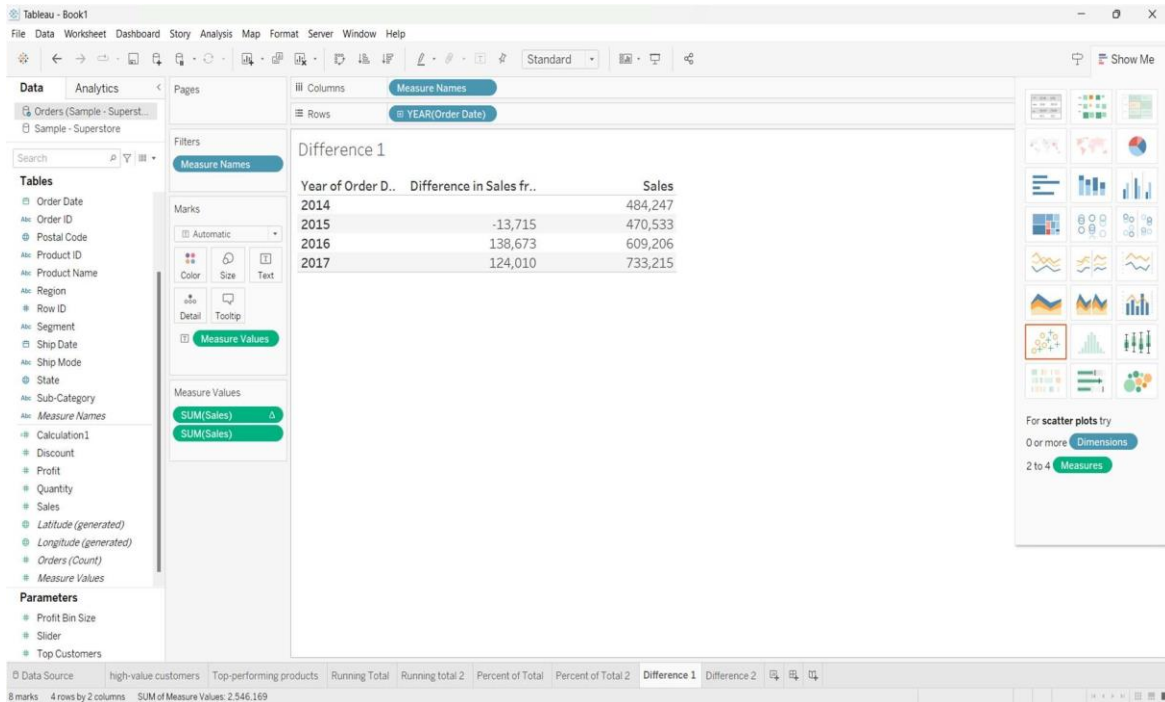 Tableau - Book1
File Data Worksheet Dashboard Story Analysis Map Format Server Window Help
Standard
Show Me
Data Analytics
Orders (Sample - Superst...
Sample - Superstore
Search
Tables
Order Date
Abc Order ID
Postal Code
Abc Product ID
Abc Product Name
Abc Region
# Row ID
Abc Segment
Ship Date
Abc Ship Mode
State
Abc Sub-Category
Abc Measure Names
Calculation1
# Discount
# Profit
# Quantity
# Sales
Latitude (generated)
Longitude (generated)
# Orders (Count)
# Measure Values
Parameters
# Profit Bin Size
# Slider
# Top Customers
Pages
Filters
Measure Names
Marks
Automatic
Color Size Text
Detail Tooltip
Measure Values
Measure Values
SUM(Sales) Δ
SUM(Sales)
Columns Measure Names
Rows YEAR(Order Date)
Difference 1
Year of Order D.. Difference in Sales fr.. Sales
2014 484,247
2015 -13,715 470,533
2016 138,673 609,206
2017 124,010 733,215
For scatter plots try
0 or more Dimensions
2 to 4 Measures
Data Source high-value customers Top-performing products Running Total Running total 2 Percent of Total Percent of Total 2 Difference 1 Difference 2
8 marks 4 rows by 2 columns SUM of Measure Values: 2,546,169